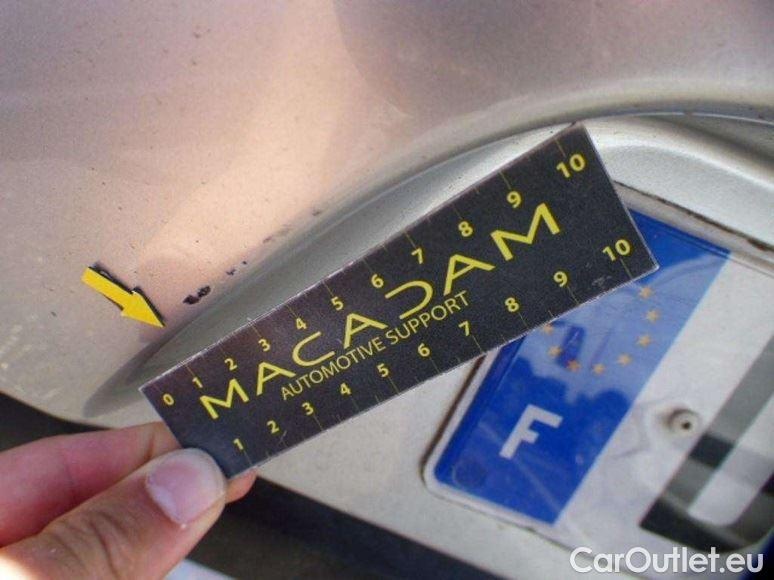 0 1 2 3 4 5 6 7 8 9 10
MACADAM
AUTOMOTIVE SUPPORT
1 2 3 4 5 6 7 8 9 10
F
CarOutlet.eu